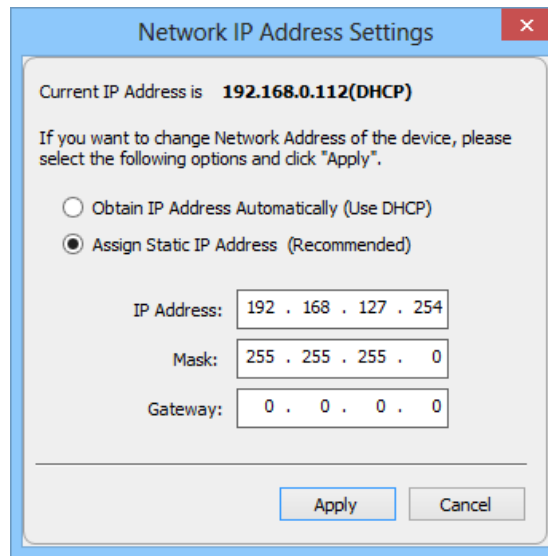 Network IP Address Settings
Current IP Address is 192.168.0.112(DHCP)
If you want to change Network Address of the device, please
select the following options and click "Apply".
Obtain IP Address Automatically (Use DHCP)
Assign Static IP Address (Recommended)
IP Address: 192 . 168 . 127 . 254
Mask: 255 . 255 . 255 . 0
Gateway: 0 . 0 . 0 . 0
Apply Cancel